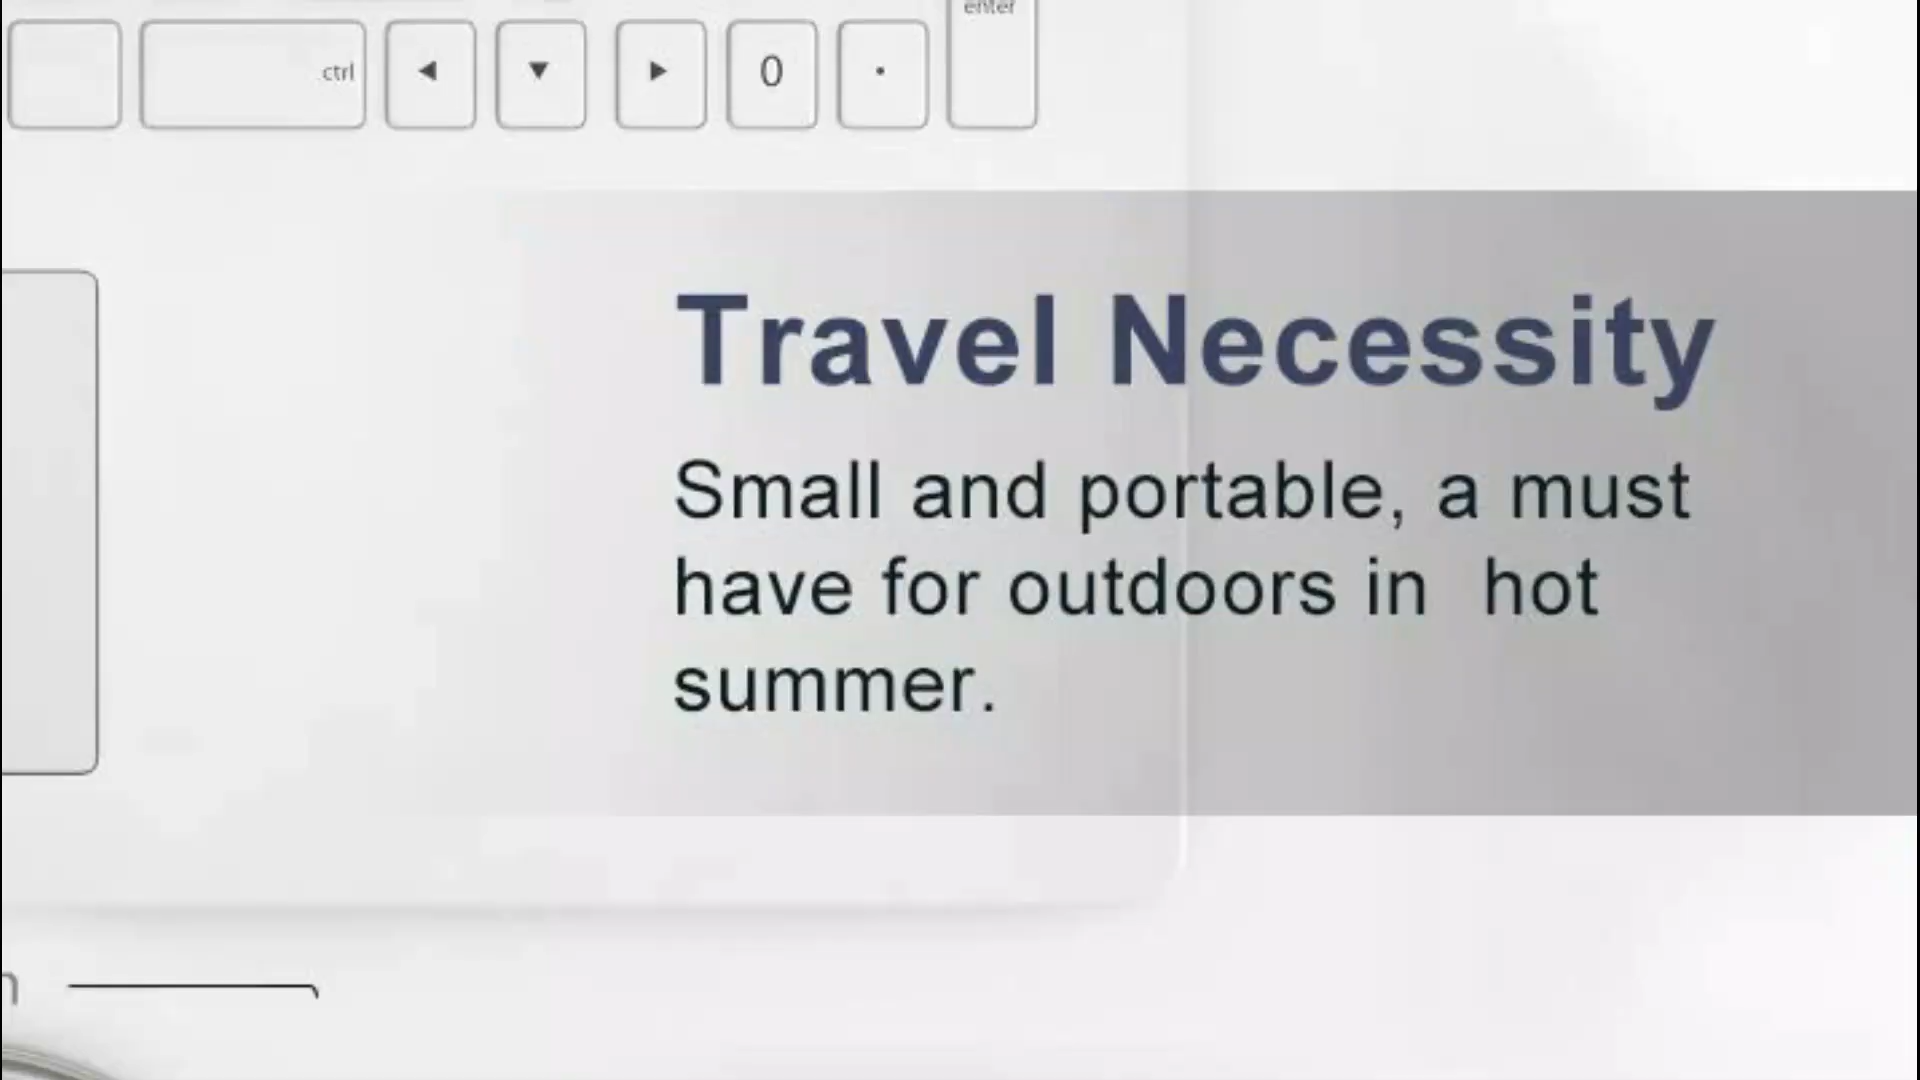 enter
ctrl ◀ ▼ ▶ 0 .
Travel Necessity
Small and portable, a must
have for outdoors in  hot
summer.